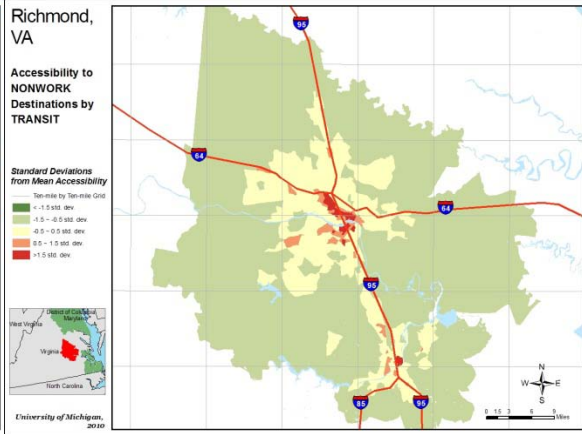 Richmond,
VA
Accessibility to
NONWORK
Destinations by
TRANSIT
Standard Deviations
from Mean Accessibility
Ten-mile by Ten-mile Grid
< -1.5 std. dev.
-1.5 - -0.5 std. dev.
-0.5 - 0.5 std. dev.
0.5 - 1.5 std. dev.
>1.5 std. dev.
District of Columbia
Maryland
West Virginia
Virginia
North Carolina
University of Michigan,
2010
95
64
64
95
85
95
N
W E
S
0 1.5 3 6 9
Miles